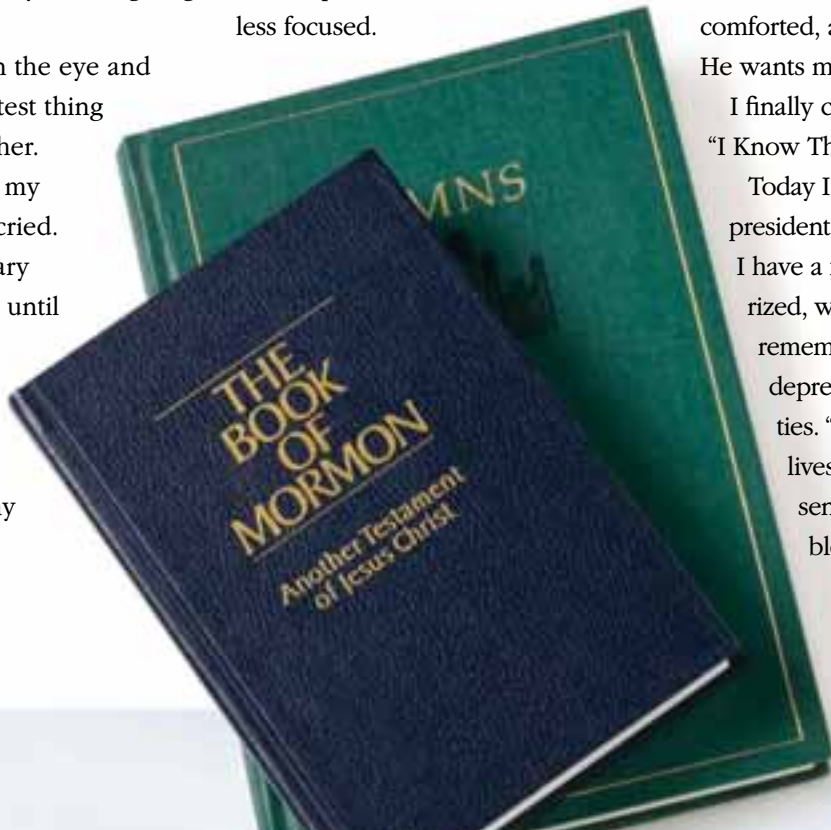 less focused.
the eye and
test thing
her.
my
cried.
ary
until
THE
BOOK
OF
MORMON
Another Testament
of Jesus Christ
MNS
comforted, a
He wants m
I finally c
“I Know Th
Today I
president
I have a
rized, w
remem
depre
ties. “
lives
sen
bl